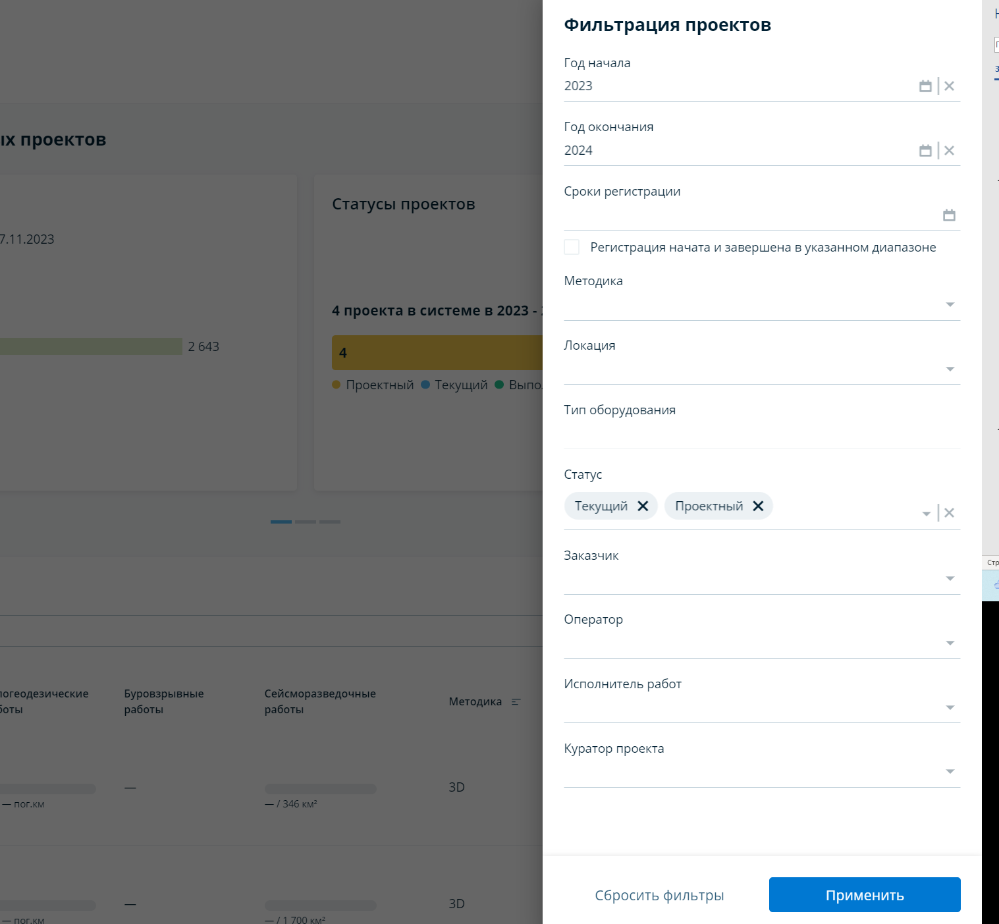 ых проектов
7.11.2023
2 643
Статусы проектов
4 проекта в системе в 2023 -
4
Проектный Текущий Выпо
логеодезические
боты
Буровзрывные
работы
Сейсморазведочные
работы
Методика
— пог.км
—
— / 346 км²
3D
— пог.км
—
— / 1 700 км²
3D
Фильтрация проектов
Год начала
2023
Год окончания
2024
Сроки регистрации
Регистрация начата и завершена в указанном диапазоне
Методика
Локация
Тип оборудования
Статус
Текущий Проектный
Заказчик
Оператор
Исполнитель работ
Куратор проекта
Сбросить фильтры
Применить
Стр